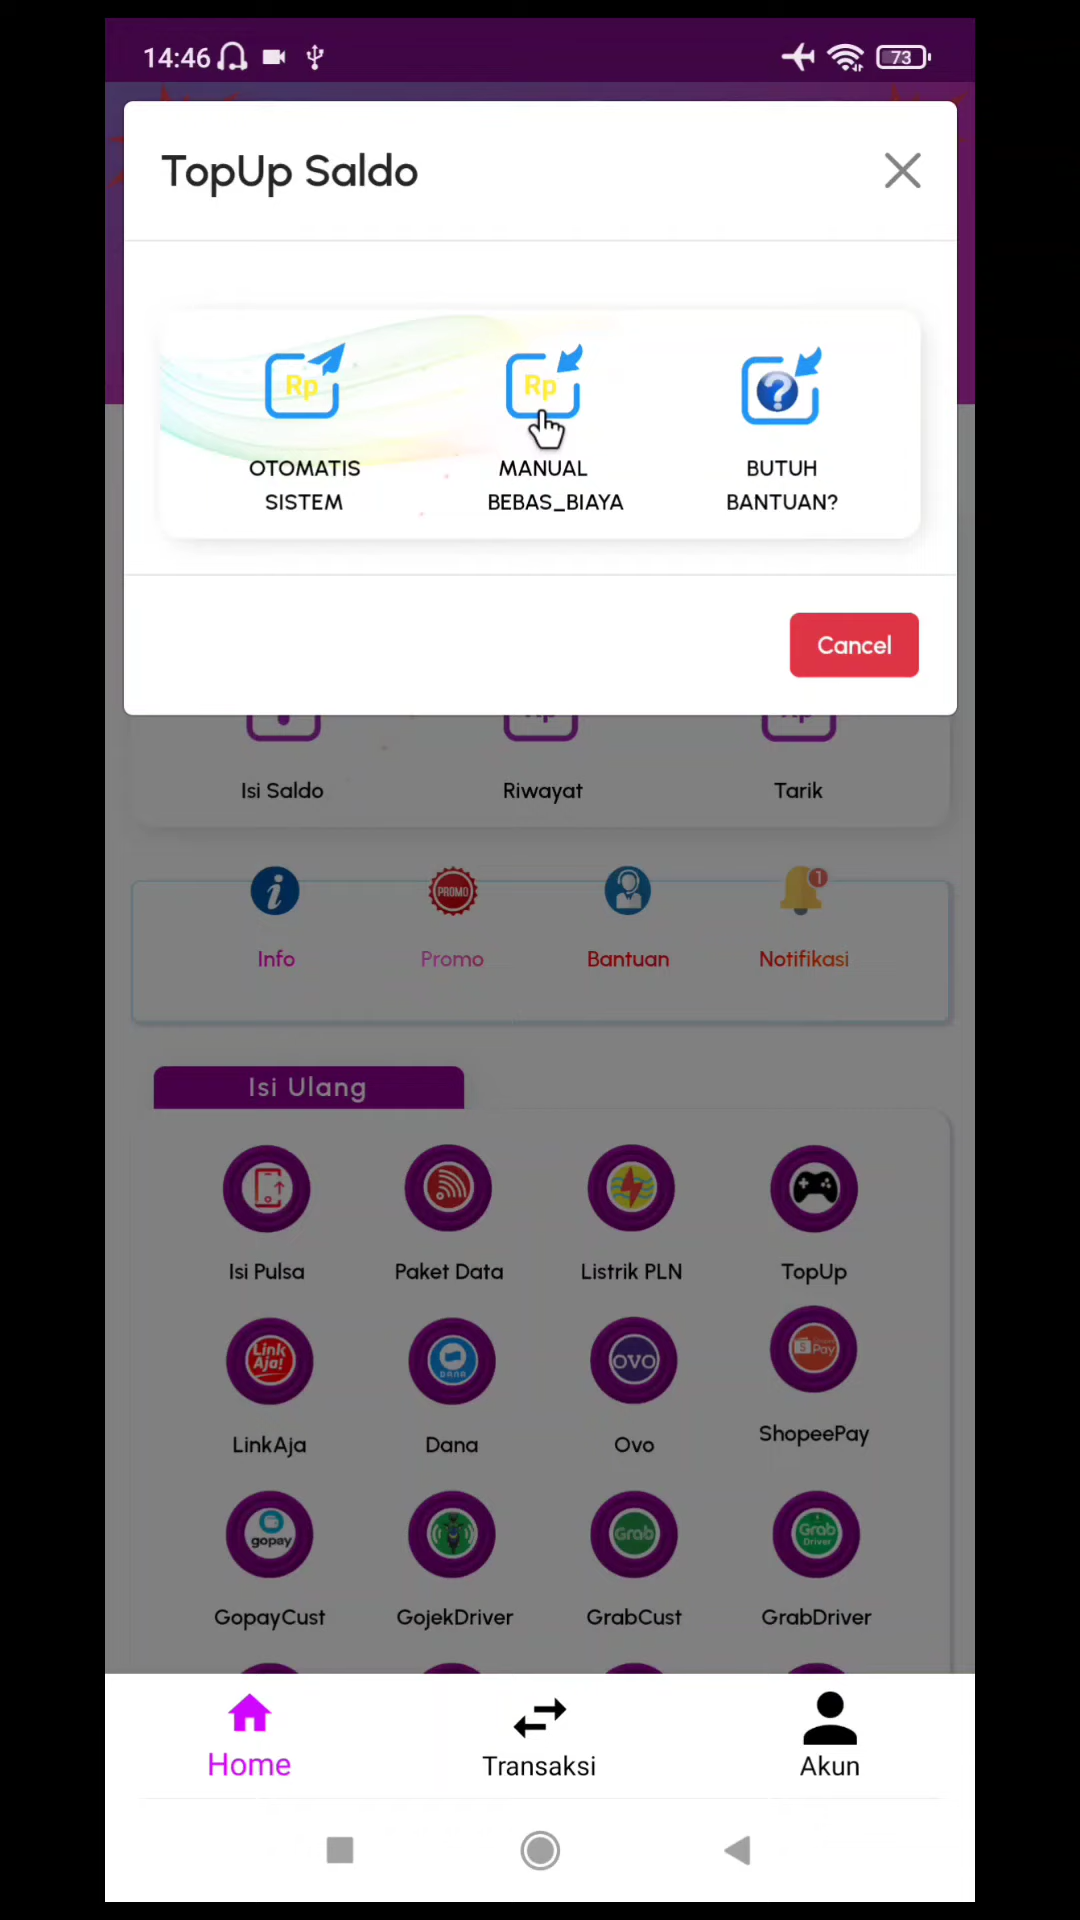 14:46
73
TopUp Saldo
Rp
Rp
?
OTOMATIS
SISTEM
MANUAL
BEBAS_BIAYA
BUTUH
BANTUAN?
Cancel
Isi Saldo
Riwayat
Tarik
i
PROMO
1
Info
Promo
Bantuan
Notifikasi
Isi Ulang
Isi Pulsa
Paket Data
Listrik PLN
TopUp
Link
Aja!
DANA
OVO
S
Pay
LinkAja
Dana
Ovo
ShopeePay
gopay
Grab
Grab
Driver
GopayCust
GojekDriver
GrabCust
GrabDriver
Home
Transaksi
Akun